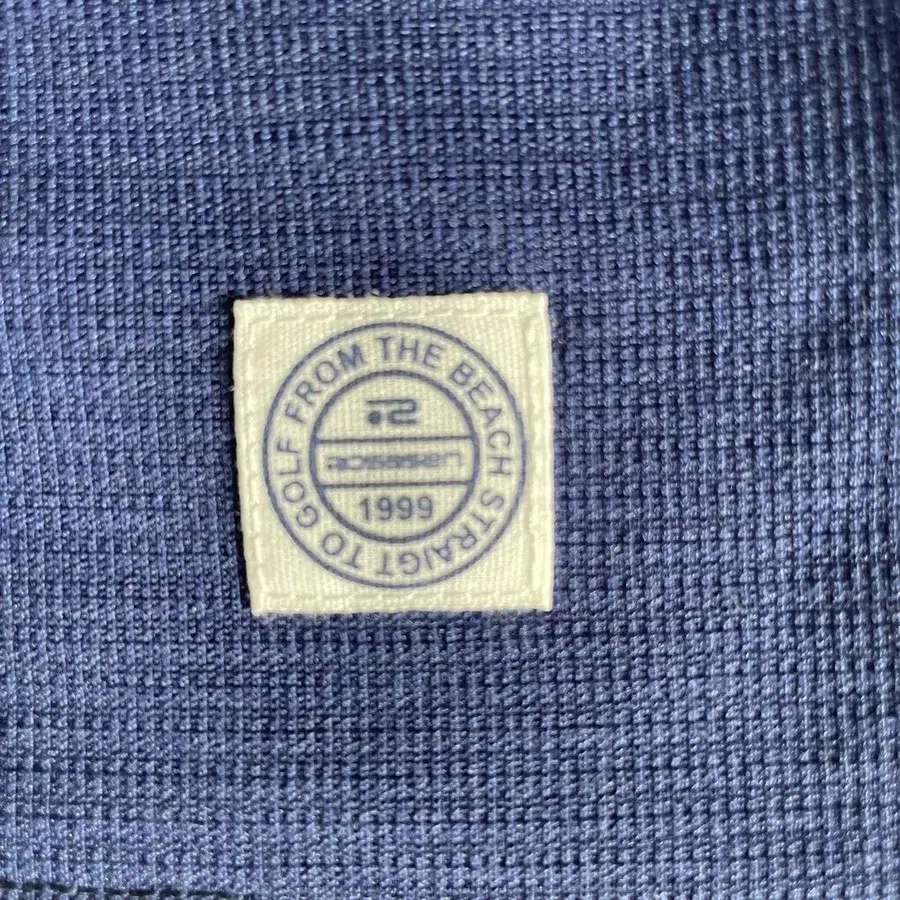 FROM THE BEACH STRAIGT TO GOLF
1999